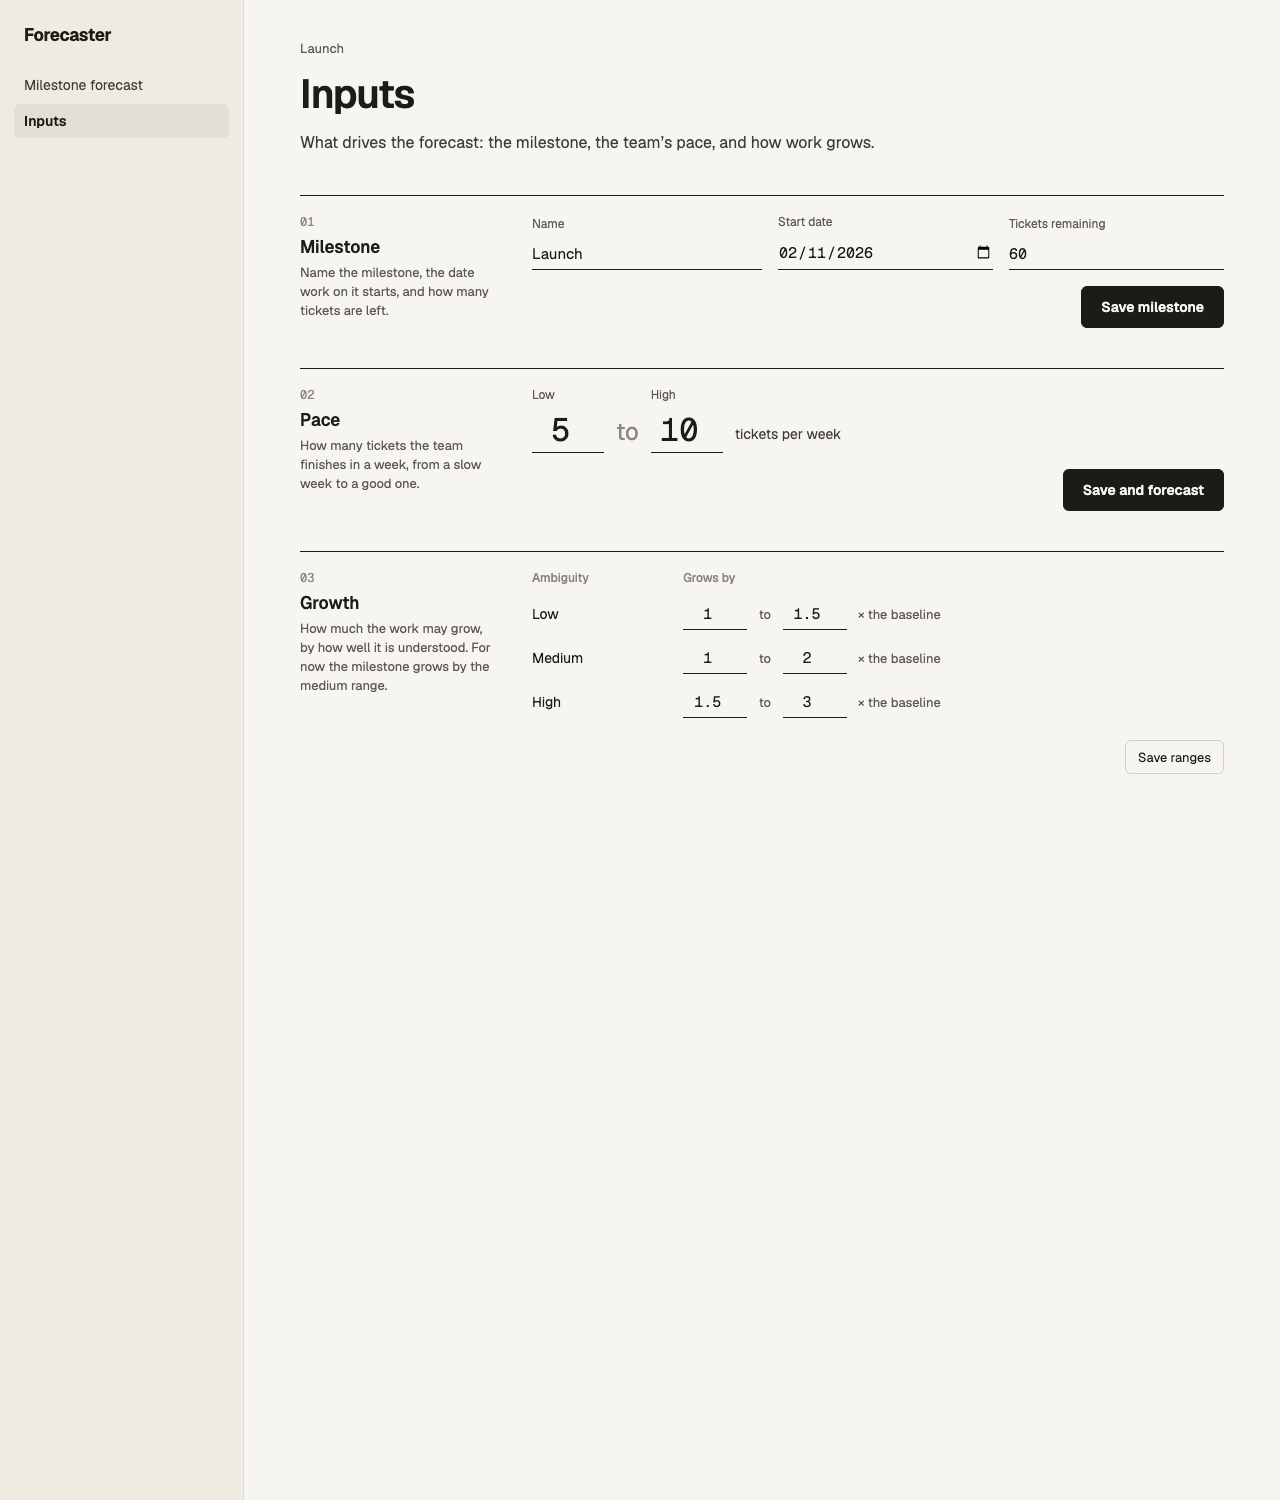 Forecaster
Milestone forecast
Inputs
Launch
Inputs
What drives the forecast: the milestone, the team’s pace, and how work grows.
01
Milestone
Name the milestone, the date
work on it starts, and how many
tickets are left.
Name
Launch
Start date
02/11/2026
Tickets remaining
60
Save milestone
02
Pace
How many tickets the team
finishes in a week, from a slow
week to a good one.
Low
High
5 to 10 tickets per week
Save and forecast
03
Growth
How much the work may grow,
by how well it is understood. For
now the milestone grows by the
medium range.
Ambiguity Grows by
Low 1 to 1.5 × the baseline
Medium 1 to 2 × the baseline
High 1.5 to 3 × the baseline
Save ranges